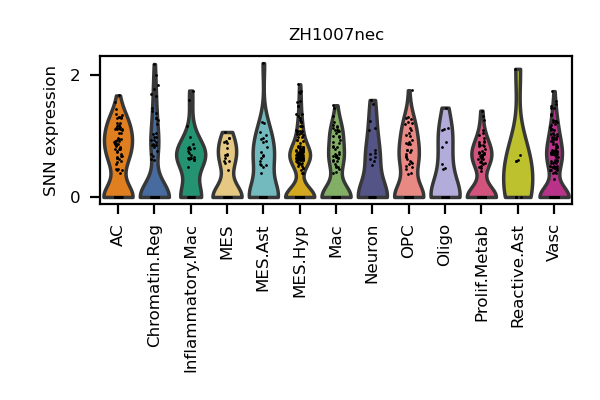 ZH1007nec
SNN expression
2
0
AC
Chromatin.Reg
Inflammatory.Mac
MES
MES.Ast
MES.Hyp
Mac
Neuron
OPC
Oligo
Prolif.Metab
Reactive.Ast
Vasc